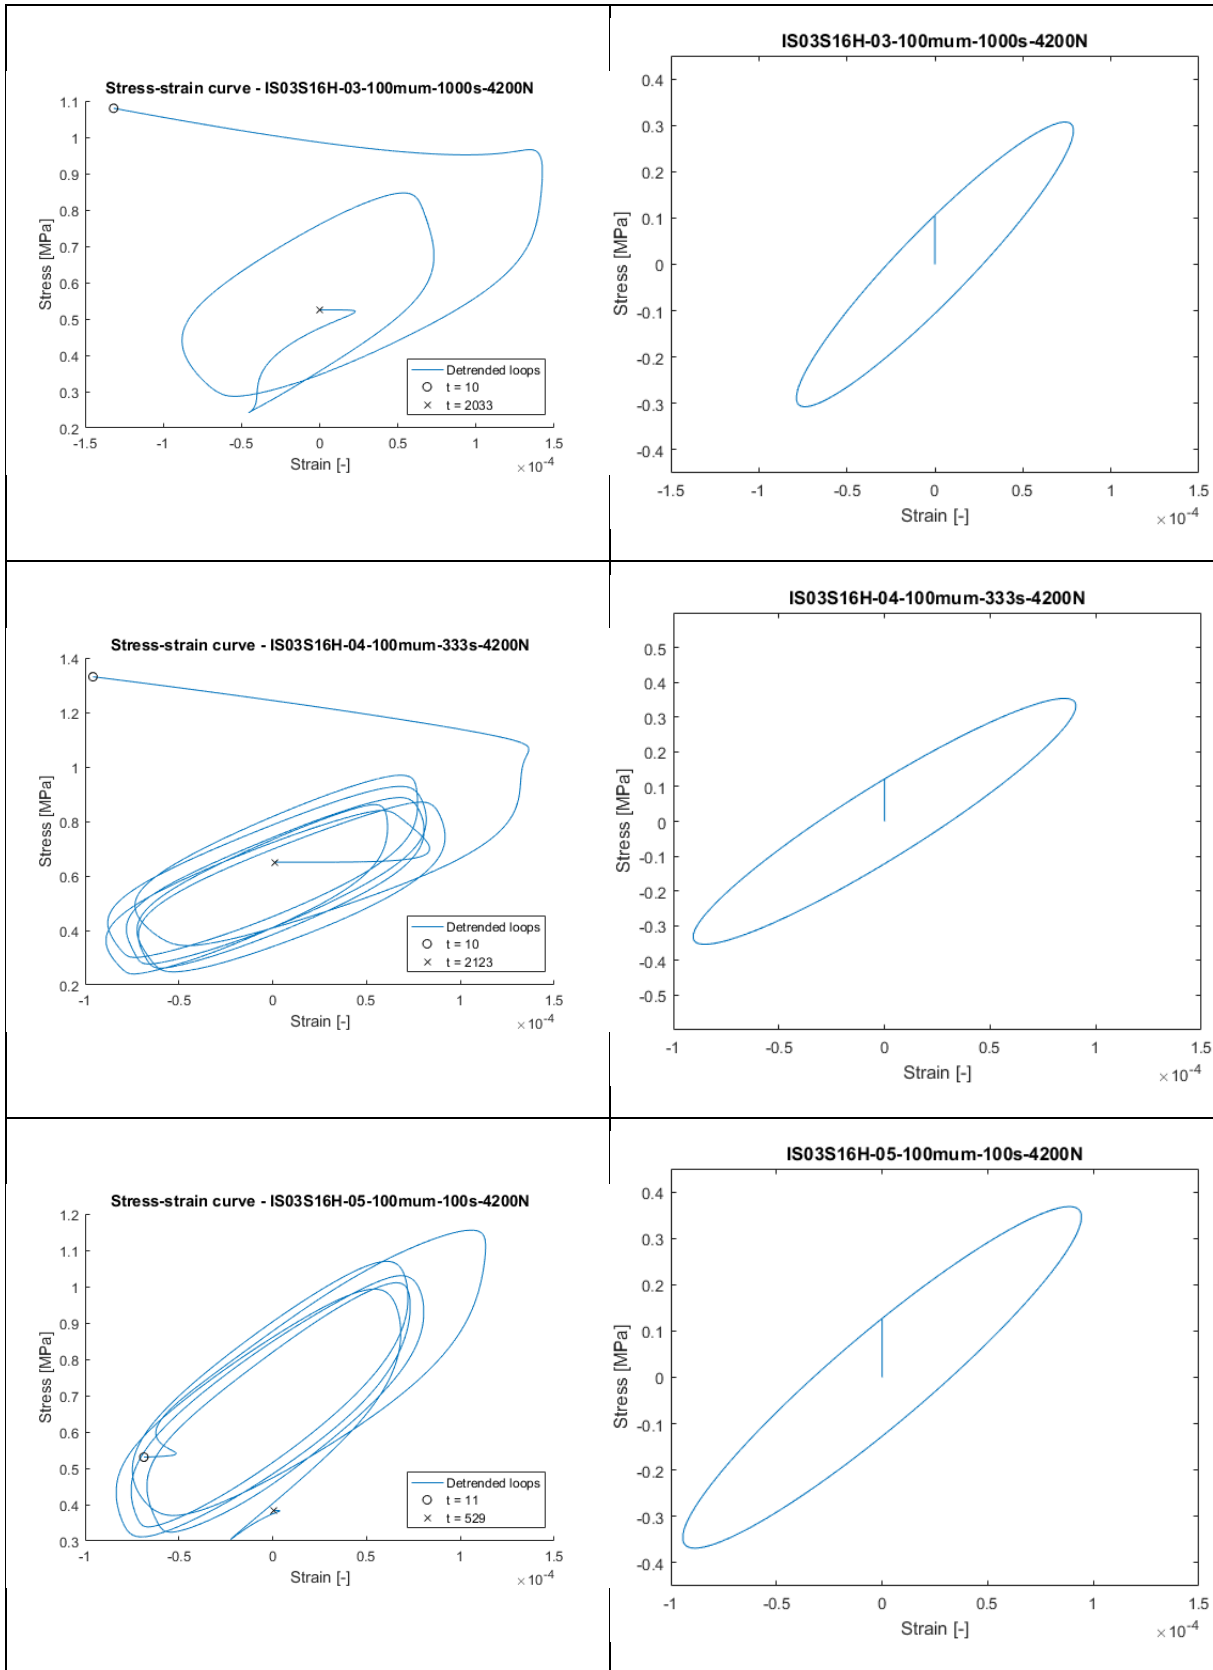 Stress-strain curve - IS03S16H-03-100mum-1000s-4200N
1.1
1
0.9
0.8
0.7
0.6
0.5
0.4
0.3
0.2
Stress [MPa]
-1.5 -1 -0.5 0 0.5 1 1.5
Strain [-]
×10-4
Detrended loops
t = 10
t = 2033
IS03S16H-03-100mum-1000s-4200N
0.4
0.3
0.2
0.1
0
-0.1
-0.2
-0.3
-0.4
Stress [MPa]
-1.5 -1 -0.5 0 0.5 1 1.5
Strain [-]
×10-4
Stress-strain curve - IS03S16H-04-100mum-333s-4200N
1.4
1.2
1
0.8
0.6
0.4
0.2
Stress [MPa]
-1 -0.5 0 0.5 1 1.5
Strain [-]
×10-4
Detrended loops
t = 10
t = 2123
IS03S16H-04-100mum-333s-4200N
0.5
0.4
0.3
0.2
0.1
0
-0.1
-0.2
-0.3
-0.4
-0.5
Stress [MPa]
-1 -0.5 0 0.5 1 1.5
Strain [-]
×10-4
Stress-strain curve - IS03S16H-05-100mum-100s-4200N
1.2
1.1
1
0.9
0.8
0.7
0.6
0.5
0.4
0.3
Stress [MPa]
-1 -0.5 0 0.5 1 1.5
Strain [-]
×10-4
Detrended loops
t = 11
t = 529
IS03S16H-05-100mum-100s-4200N
0.4
0.3
0.2
0.1
0
-0.1
-0.2
-0.3
-0.4
Stress [MPa]
-1 -0.5 0 0.5 1 1.5
Strain [-]
×10-4